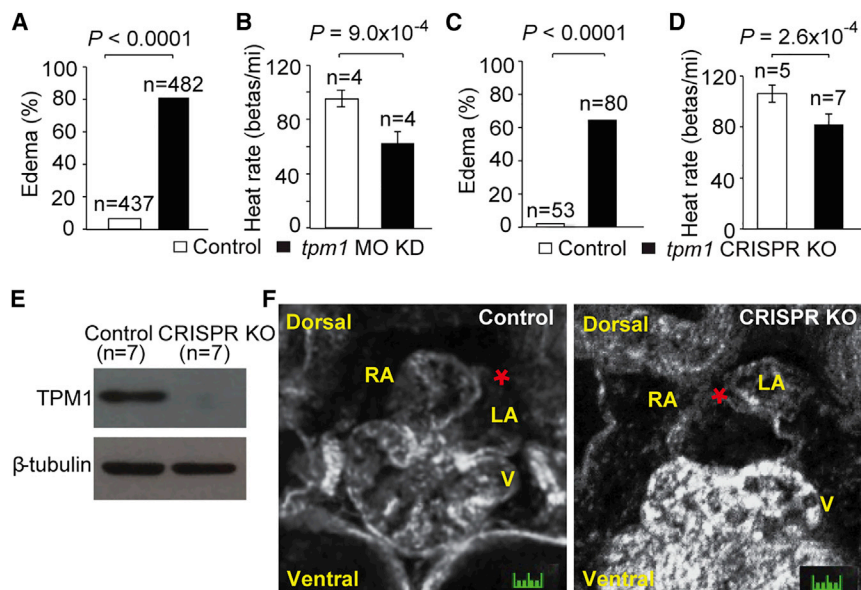 A
P < 0.0001
Edema (%)
100
80
60
40
20
0
n=437
n=482
B
P = 9.0x10⁻⁴
Heat rate (betas/mi)
120
80
40
0
n=4
n=4
Control
tpm1 MO KD
C
P < 0.0001
Edema (%)
100
80
60
40
20
0
n=53
n=80
D
P = 2.6x10⁻⁴
Heat rate (betas/mi)
120
80
40
0
n=5
n=7
Control
tpm1 CRISPR KO
E
Control CRISPR KO
(n=7) (n=7)
TPM1
β-tubulin
F
Dorsal
Control
RA
*
LA
V
Ventral
Dorsal
CRISPR KO
RA
*
LA
V
Ventral